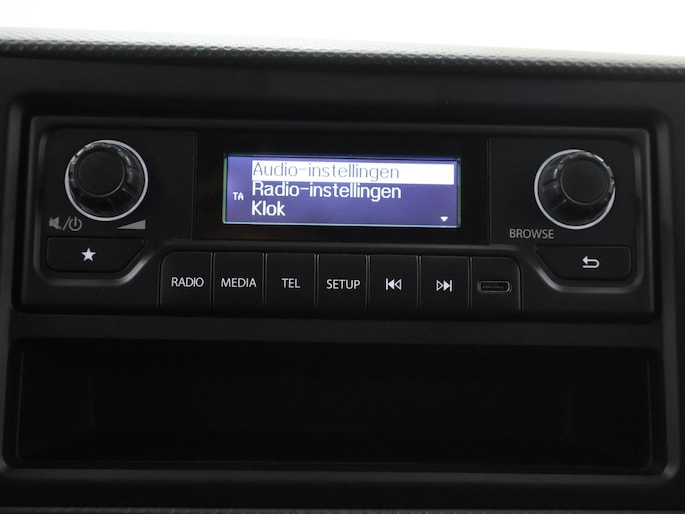 Audio-instellingen
TA Radio-instellingen
Klok
BROWSE
RADIO MEDIA TEL SETUP